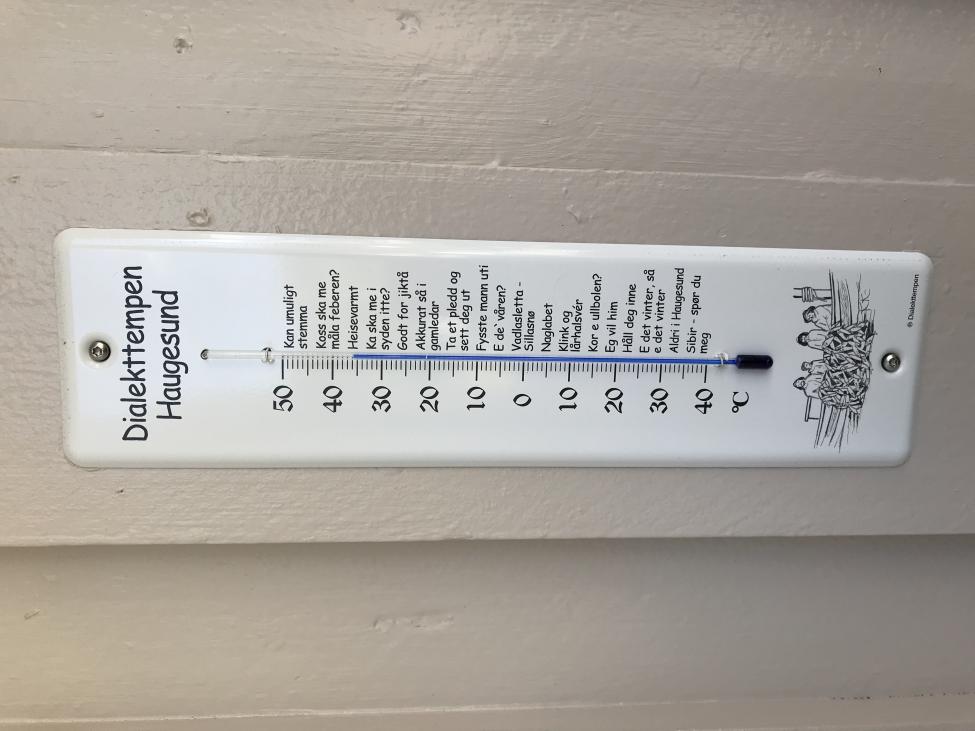 Dialekttempen
Haugesund
Kan umuligt
stemma
Koss ska me
måla feberen?
Heisevarmt
Ka ska me i
syden itte?
Godt for jiktå
Akkurat så i
gamledar
Ta et pledd og
sett deg ut
Fysste mann uti
E de' våren?
Vadlasletta -
Sillasnø
Naglabet
Klink og
lårhalsvér
Kor e ullbolen?
Eg vil him
Håll deg inne
E det vinter, så
e det vinter
Aldri i Haugesund
Sibir - spør du
meg
50
40
30
20
10
0
10
20
30
40
°C
© Dialekttempen